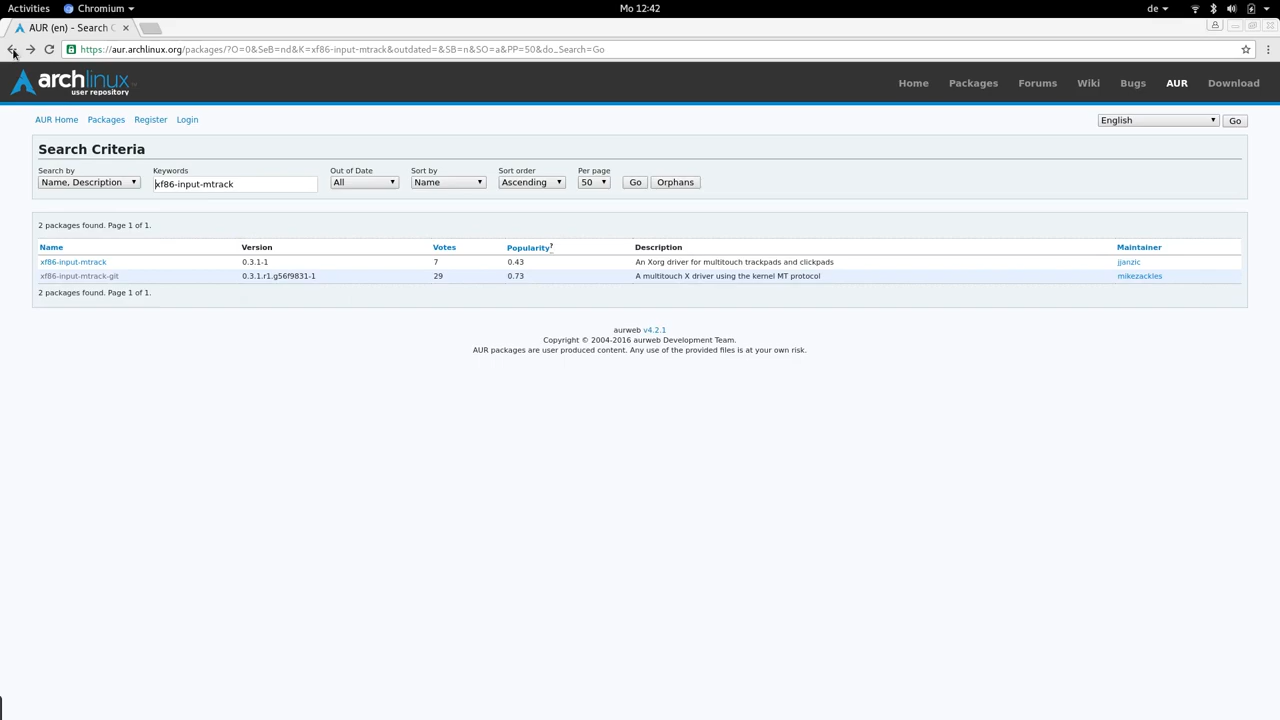 Activities Chromium ▾ Mo 12:42 de ▾
AUR (en) - Search C ×
https://aur.archlinux.org/packages/?O=0&SeB=nd&K=xf86-input-mtrack&outdated=&SB=n&SO=a&PP=50&do_Search=Go
archlinux
user repository
Home Packages Forums Wiki Bugs AUR Download
AUR Home Packages Register Login English Go
Search Criteria
Search by Keywords Out of Date Sort by Sort order Per page
Name, Description xf86-input-mtrack All Name Ascending 50 Go Orphans
2 packages found. Page 1 of 1.
Name Version Votes Popularity? Description Maintainer
xf86-input-mtrack 0.3.1-1 7 0.43 An Xorg driver for multitouch trackpads and clickpads jjanzic
xf86-input-mtrack-git 0.3.1.r1.g56f9831-1 29 0.73 A multitouch X driver using the kernel MT protocol mikezackles
2 packages found. Page 1 of 1.
aurweb v4.2.1
Copyright © 2004-2016 aurweb Development Team.
AUR packages are user produced content. Any use of the provided files is at your own risk.